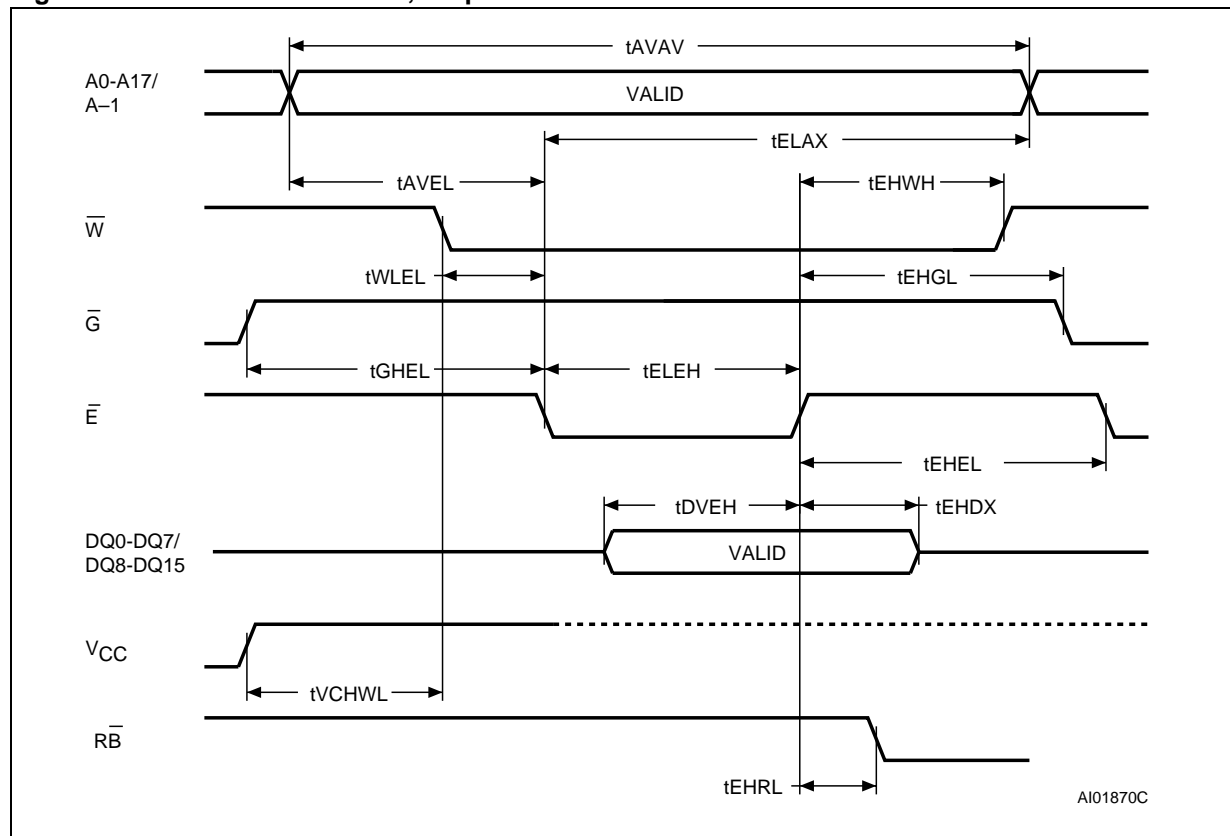 tAVAV
A0-A17/
A–1
VALID
tELAX
tAVEL
tEHWH
W̅
tWLEL
tEHGL
G̅
tGHEL
tELEH
E̅
tEHEL
tDVEH
tEHDX
DQ0-DQ7/
DQ8-DQ15
VALID
VCC
tVCHWL
RB̅
tEHRL
AI01870C